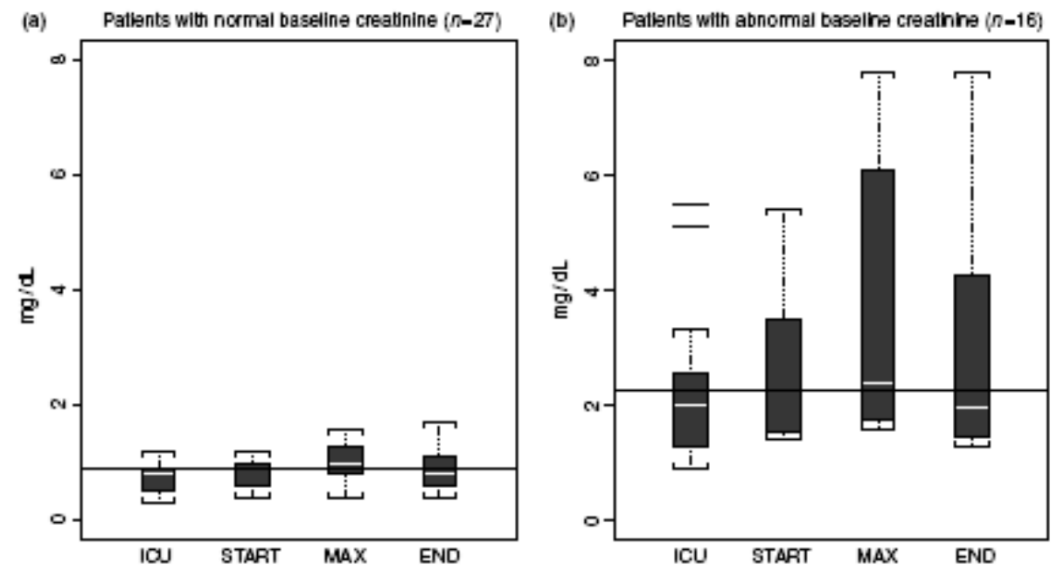 (a) Patients with normal baseline creatinine (n=27)
8
6
4
2
0
mg/dL
ICU START MAX END
(b) Patients with abnormal baseline creatinine (n=16)
8
6
4
2
0
mg/dL
ICU START MAX END